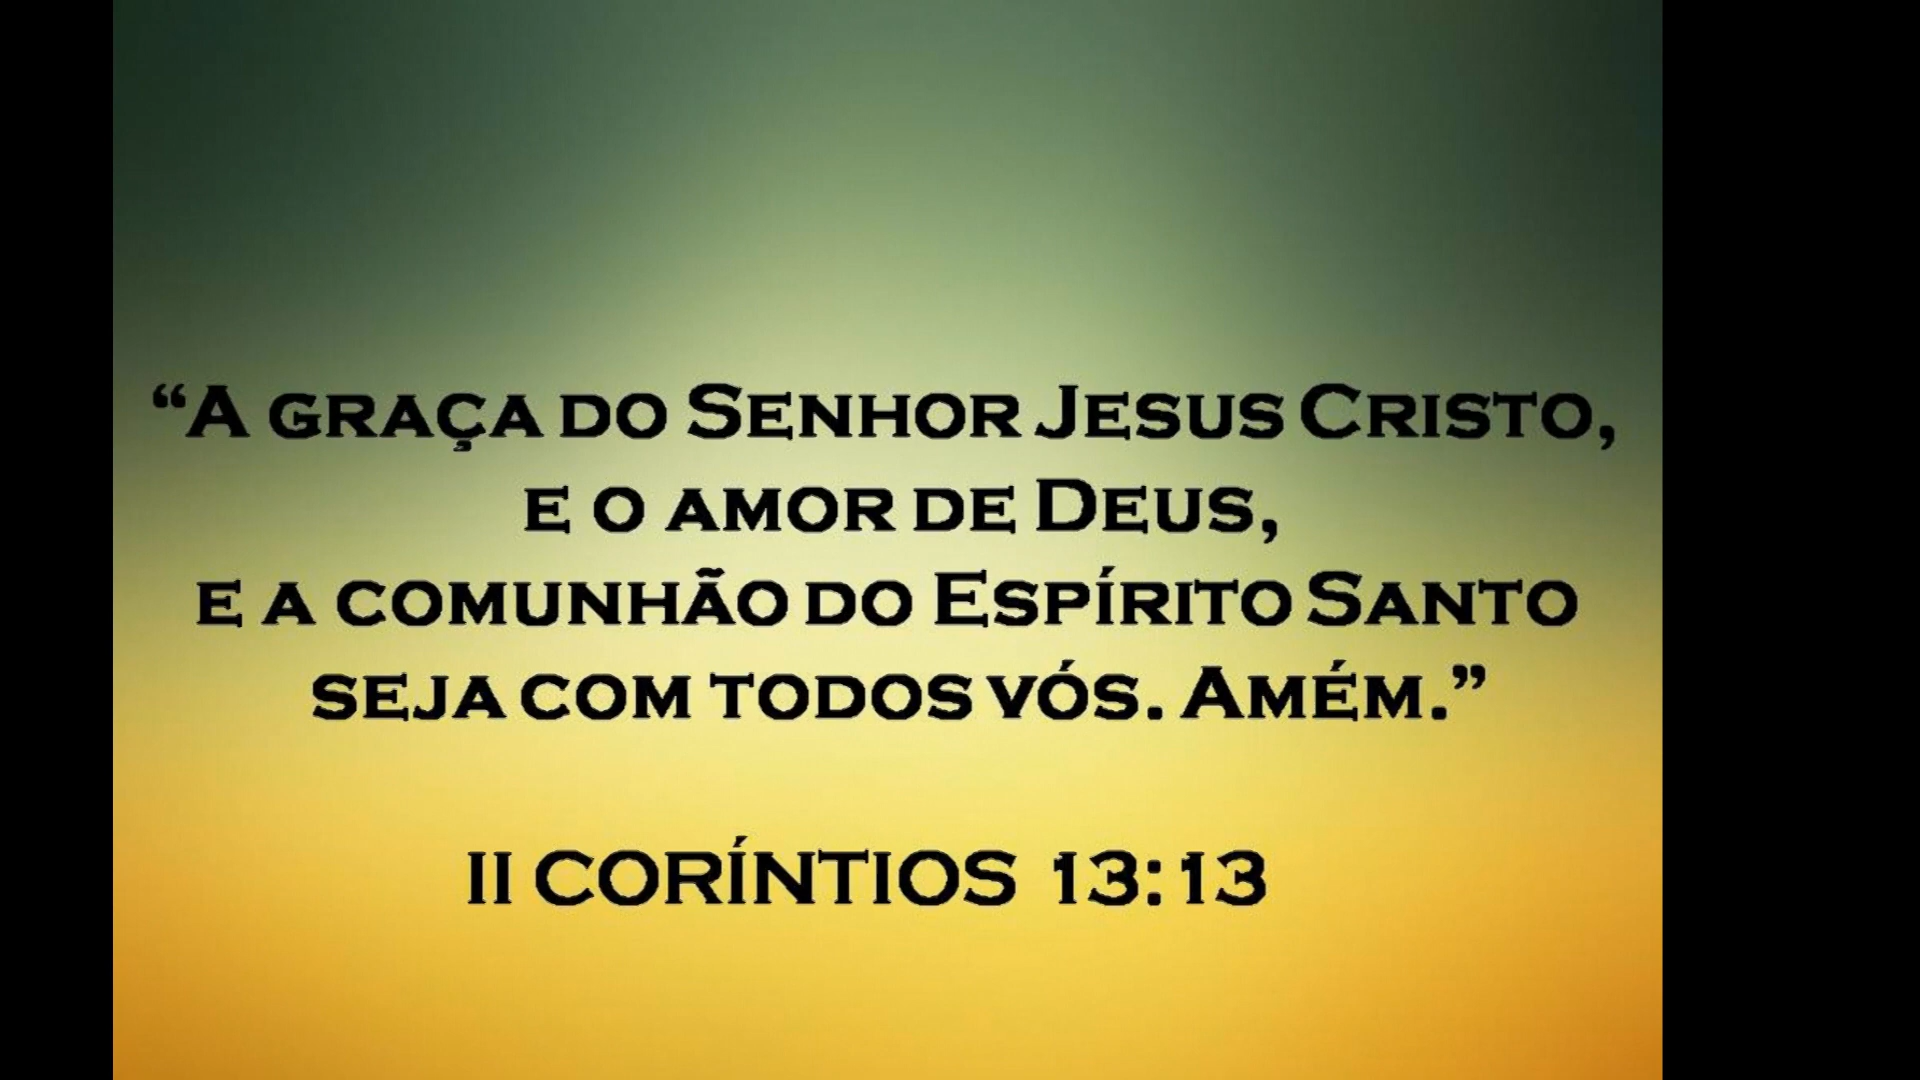 “A graça do Senhor Jesus Cristo,
e o amor de Deus,
e a comunhão do Espírito Santo
seja com todos vós. Amém.”
II CORÍNTIOS 13:13